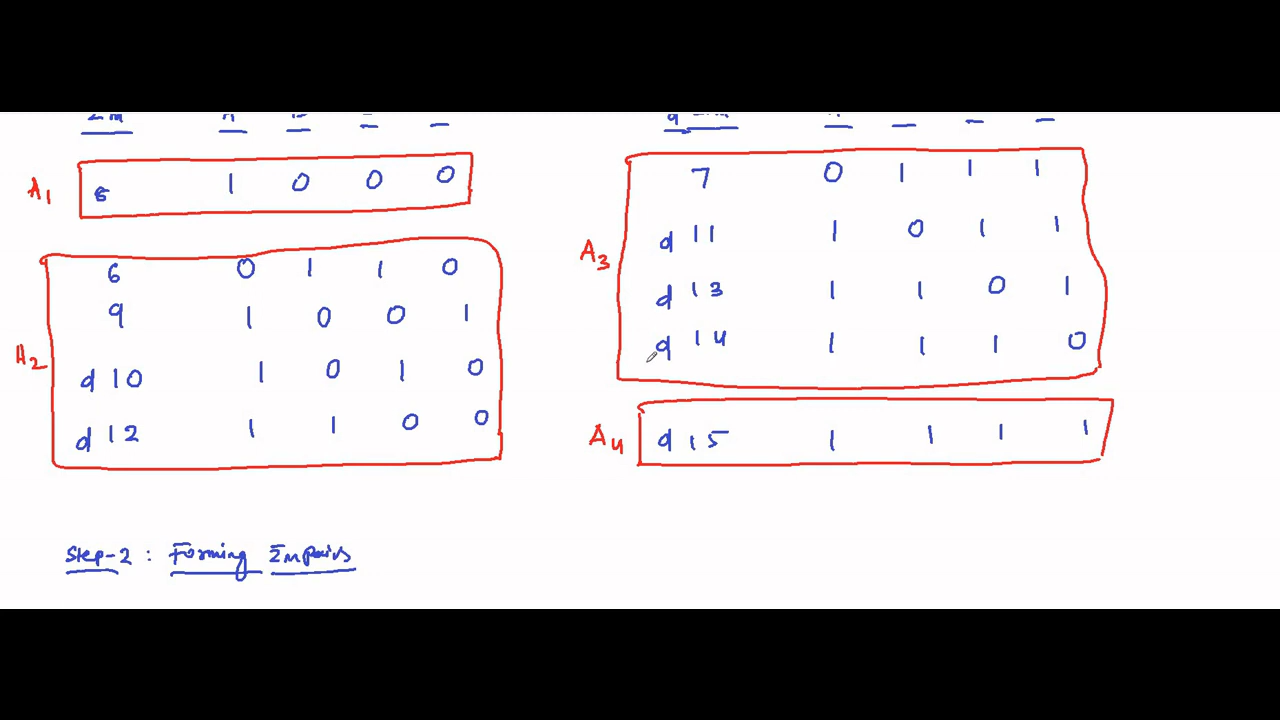 A1
8 1 0 0 0
A2
6 0 1 1 0
9 1 0 0 1
d 10 1 0 1 0
d 12 1 1 0 0
A3
7 0 1 1 1
d 11 1 0 1 1
d 13 1 1 0 1
d 14 1 1 1 0
A4
d 15 1 1 1 1
Step-2 : Forming Σm pairs